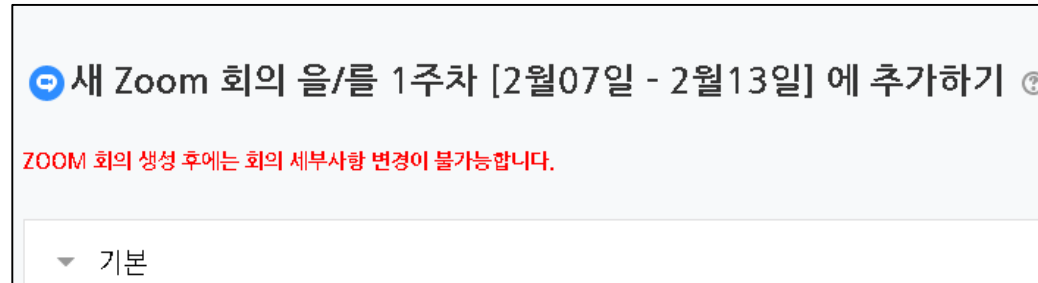 새 Zoom 회의 을/를 1주차 [2월07일 - 2월13일] 에 추가하기
ZOOM 회의 생성 후에는 회의 세부사항 변경이 불가능합니다.
기본